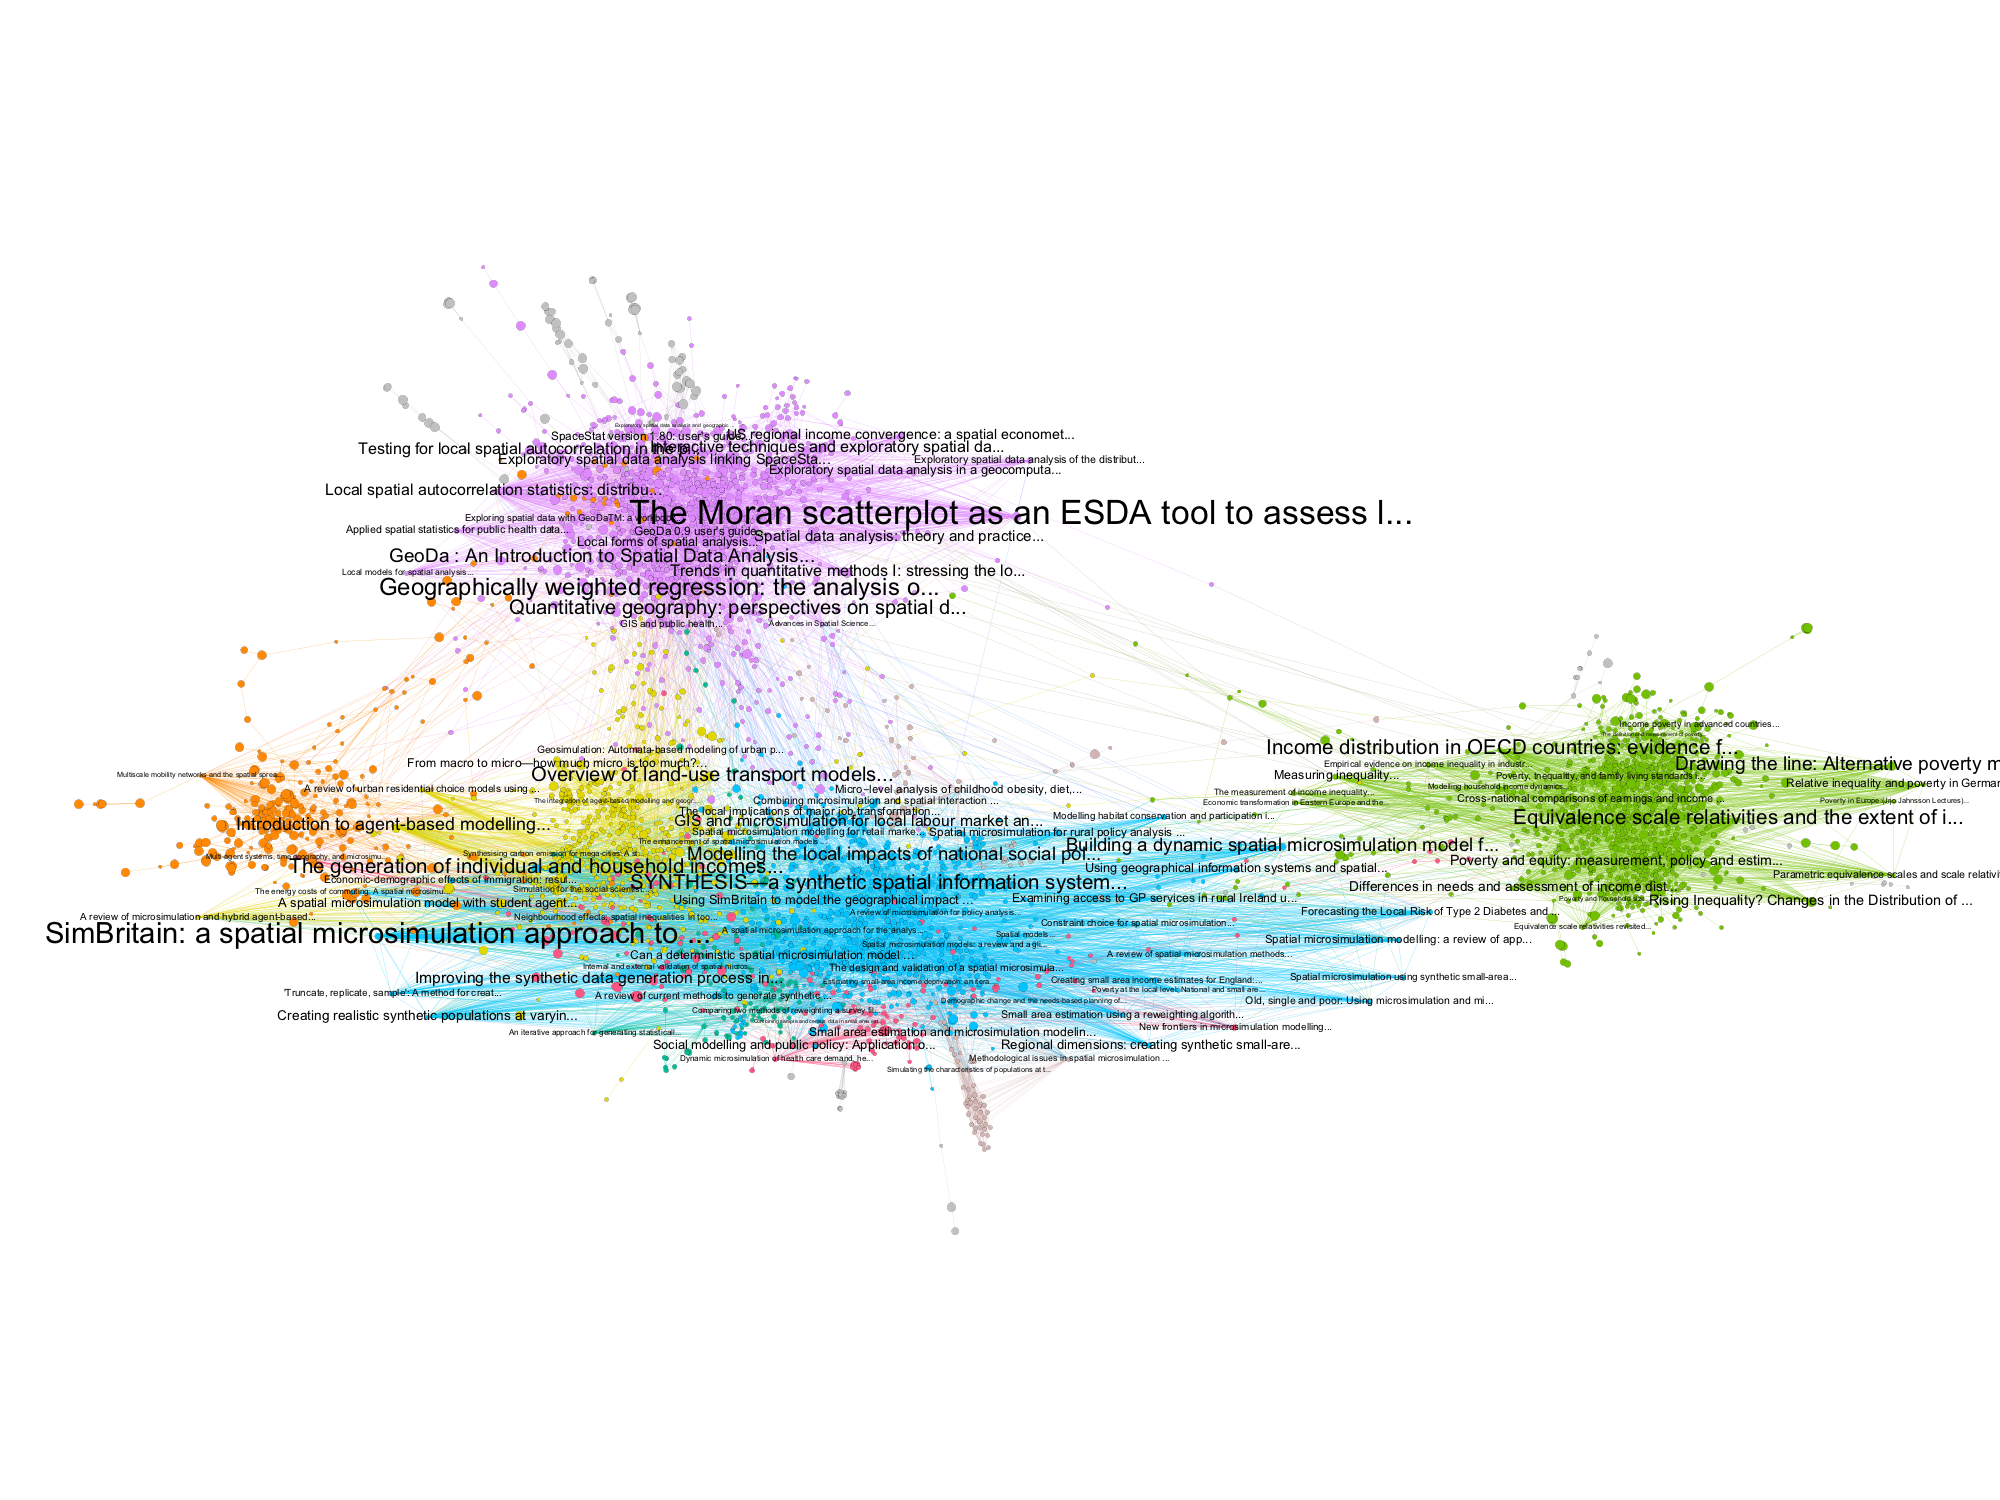 Exploratory spatial data analysis and geographic...
SpaceStat version 1.80: user's guide...
US regional income convergence: a spatial economet...
Testing for local spatial autocorrelation in the p...
Interactive techniques and exploratory spatial da...
Exploratory spatial data analysis linking SpaceSta...
Exploratory spatial data analysis of the distribut...
Exploratory spatial data analysis in a geocomputa...
Local spatial autocorrelation statistics: distribu...
The Moran scatterplot as an ESDA tool to assess l...
Exploring spatial data with GeoDaTM: a workbook...
Applied spatial statistics for public health data...
GeoDa 0.9 user's guide...
Spatial data analysis: theory and practice...
Local forms of spatial analysis...
GeoDa : An Introduction to Spatial Data Analysis...
Local models for spatial analysis...
Trends in quantitative methods I: stressing the lo...
Geographically weighted regression: the analysis o...
Quantitative geography: perspectives on spatial d...
GIS and public health...
Advances in Spatial Science...
Income poverty in advanced countries...
The definition and measurement of poverty...
Geosimulation: Automata-based modeling of urban p...
Income distribution in OECD countries: evidence f...
From macro to micro—how much micro is too much?...
Empirical evidence on income inequality in industr...
Drawing the line: Alternative poverty m
Multiscale mobility networks and the spatial sprea...
Overview of land-use transport models...
Measuring inequality...
Poverty, inequality, and family living standards i...
Relative inequality and poverty in German
A review of urban residential choice models using ...
Micro-level analysis of childhood obesity, diet,...
Modelling household income dynamics...
The measurement of income inequality...
The integration of agent-based modelling and geogr...
Combining microsimulation and spatial interaction ...
Economic transformation in Eastern Europe and the...
Cross-national comparisons of earnings and income ...
Poverty in Europe (Jrjo Jahnsson Lectures)...
The local implications of major job transformation...
Modelling habitat conservation and participation i...
Equivalence scale relativities and the extent of i...
Introduction to agent-based modelling...
GIS and microsimulation for local labour market an...
Spatial microsimulation modelling for retail marke...
Spatial microsimulation for rural policy analysis ...
The enhancement of spatial microsimulation models...
Building a dynamic spatial microsimulation model f...
Multi-agent systems, time geography, and microsimu...
Synthesising carbon emission for mega-cities: A st...
Modelling the local impacts of national social pol...
Poverty and equity: measurement, policy and estim...
The generation of individual and household incomes...
Using geographical information systems and spatial...
Parametric equivalence scales and scale relativiti
Economic-demographic effects of immigration: resul...
SYNTHESIS—a synthetic spatial information system...
Differences in needs and assessment of income dist...
The energy costs of commuting: A spatial microsimu...
Simulation for the social scientist...
A spatial microsimulation model with student agent...
Using SimBritain to model the geographical impact ...
Examining access to GP services in rural Ireland u...
Poverty and household size...
Rising Inequality? Changes in the Distribution of ...
A review of microsimulation and hybrid agent-based...
Neighbourhood effects: spatial inequalities in too...
A review of microsimulation for policy analysis...
Forecasting the Local Risk of Type 2 Diabetes and ...
Constraint choice for spatial microsimulation...
Equivalence scale relativities revisited...
SimBritain: a spatial microsimulation approach to ...
A spatial microsimulation approach for the analys...
Spatial models...
Spatial microsimulation modelling: a review of app...
Spatial microsimulation models: a review and a gli...
Can a deterministic spatial microsimulation model ...
A review of spatial microsimulation methods...
Internal and external validation of spatial micros...
The design and validation of a spatial microsimula...
Improving the synthetic data generation process in...
Spatial microsimulation using synthetic small-area...
Estimating small-area income deprivation: an itera...
Creating small area income estimates for England:...
Poverty at the local level: National and small are...
'Truncate, replicate, sample': A method for creat...
A review of current methods to generate synthetic ...
Demographic change and the needs-based planning of...
Old, single and poor: Using microsimulation and mi...
Comparing two methods of reweighting a survey fil...
Creating realistic synthetic populations at varyin...
Small area estimation using a reweighting algorith...
New frontiers in microsimulation modelling...
An iterative approach for generating statisticall...
Small area estimation and microsimulation modelin...
Social modelling and public policy: Application o...
Regional dimensions: creating synthetic small-are...
Dynamic microsimulation of health care demand, he...
Methodological issues in spatial microsimulation ...
Simulating the characteristics of populations at t...